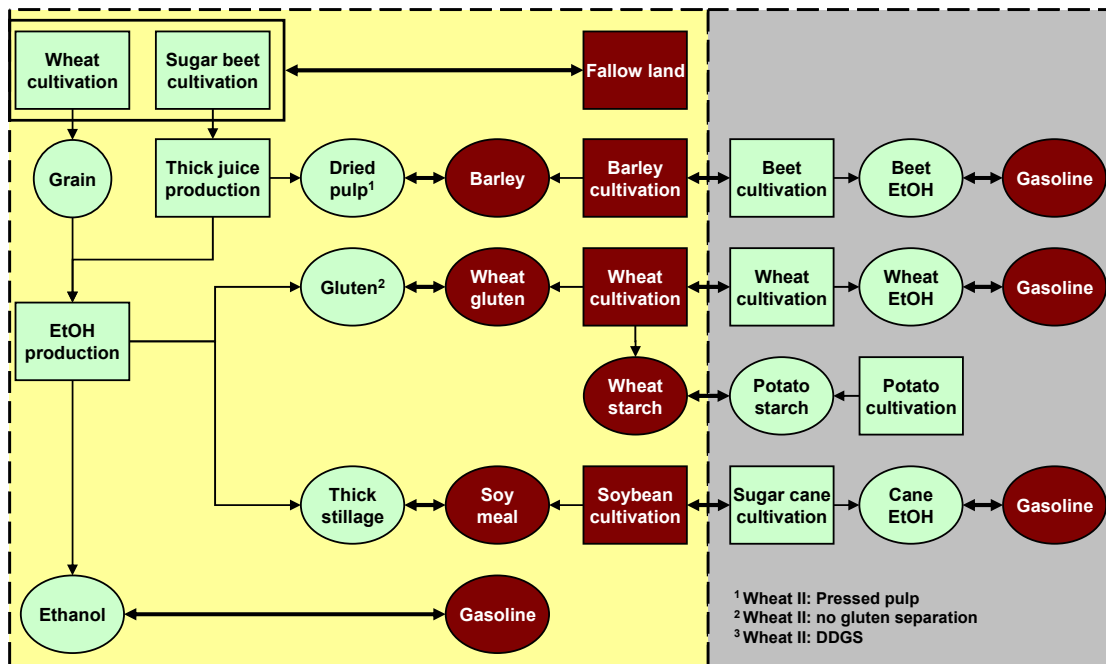 Wheat
cultivation
Sugar beet
cultivation
Fallow land
Grain
Thick juice
production
Dried
pulp¹
Barley
Barley
cultivation
Beet
cultivation
Beet
EtOH
Gasoline
Gluten²
Wheat
gluten
Wheat
cultivation
Wheat
cultivation
Wheat
EtOH
Gasoline
EtOH
production
Wheat
starch
Potato
starch
Potato
cultivation
Thick
stillage
Soy
meal
Soybean
cultivation
Sugar cane
cultivation
Cane
EtOH
Gasoline
Ethanol
Gasoline
¹ Wheat II: Pressed pulp
² Wheat II: no gluten separation
³ Wheat II: DDGS